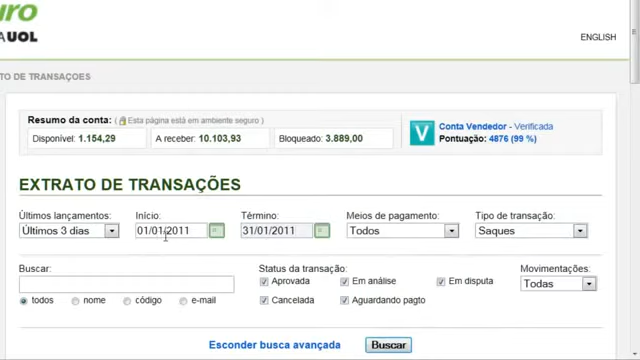 uro
A UOL
ENGLISH
TO DE TRANSAÇÕES
Resumo da conta: ( Esta página está em ambiente seguro )
Disponível: 1.154,29
A receber: 10.103,93
Bloqueado: 3.889,00
V
Conta Vendedor - Verificada
Pontuação: 4876 (99 %)
EXTRATO DE TRANSAÇÕES
Últimos lançamentos: Início: Término: Meios de pagamento: Tipo de transação:
Últimos 3 dias 01/01/2011 31/01/2011 Todos Saques
Buscar: Status da transação: Movimentações:
Aprovada Em análise Em disputa Todas
todos nome código e-mail Cancelada Aguardando pagto
Esconder busca avançada Buscar